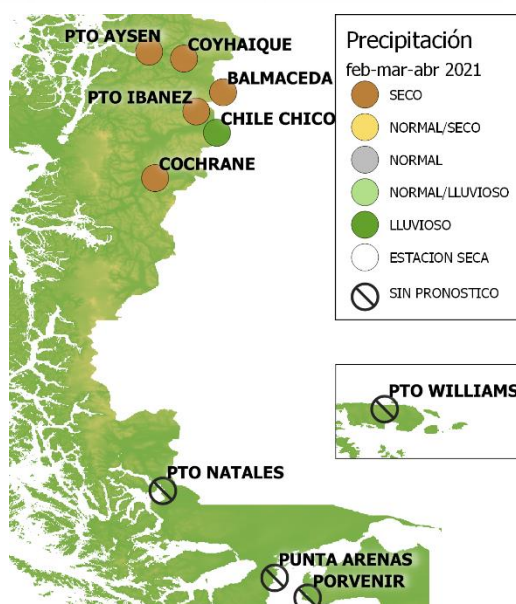 PTO AYSEN
COYHAIQUE
BALMACEDA
PTO IBANEZ
CHILE CHICO
COCHRANE
Precipitación
feb-mar-abr 2021
SECO
NORMAL/SECO
NORMAL
NORMAL/LLUVIOSO
LLUVIOSO
ESTACION SECA
SIN PRONOSTICO
PTO WILLIAMS
PTO NATALES
PUNTA ARENAS
PORVENIR